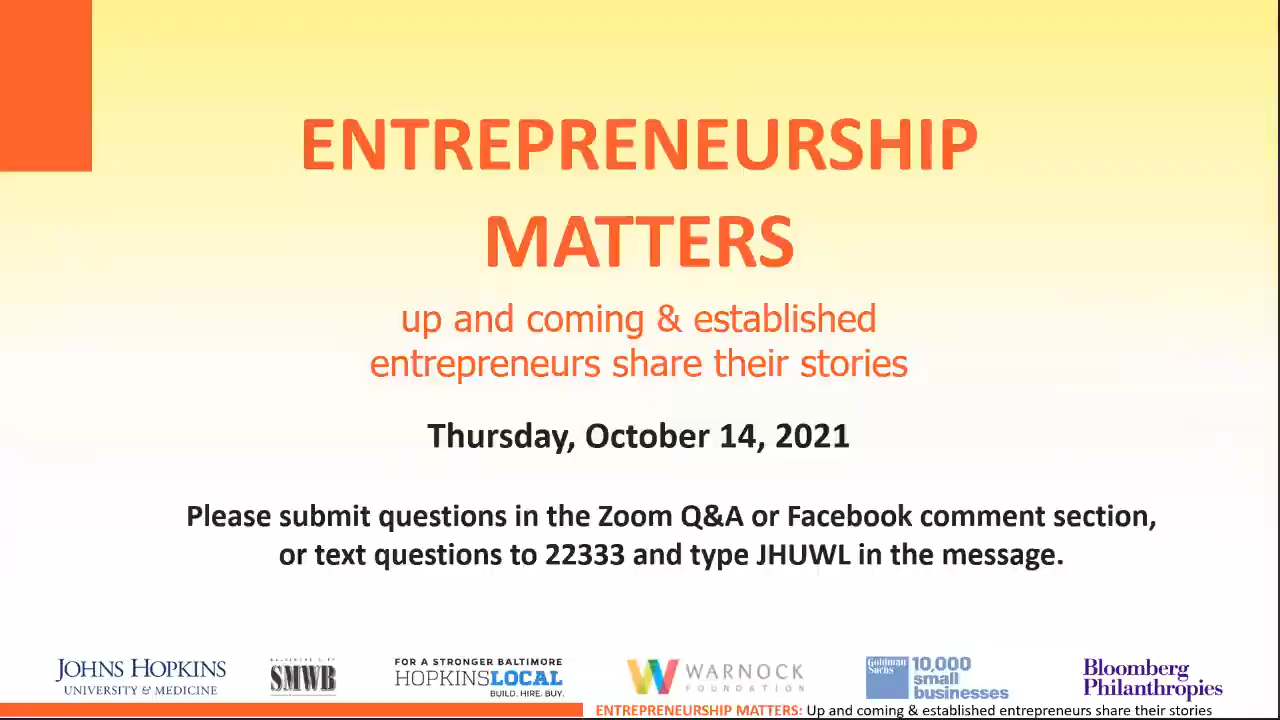 ENTREPRENEURSHIP
MATTERS
up and coming & established
entrepreneurs share their stories
Thursday, October 14, 2021
Please submit questions in the Zoom Q&A or Facebook comment section,
or text questions to 22333 and type JHUWL in the message.
JOHNS HOPKINS
UNIVERSITY & MEDICINE
SMWB
FOR A STRONGER BALTIMORE
HOPKINSLOCAL
BUILD. HIRE. BUY.
WARNOCK
FOUNDATION
Goldman
Sachs
10,000
small
businesses
Bloomberg
Philanthropies
ENTREPRENEURSHIP MATTERS: Up and coming & established entrepreneurs share their stories